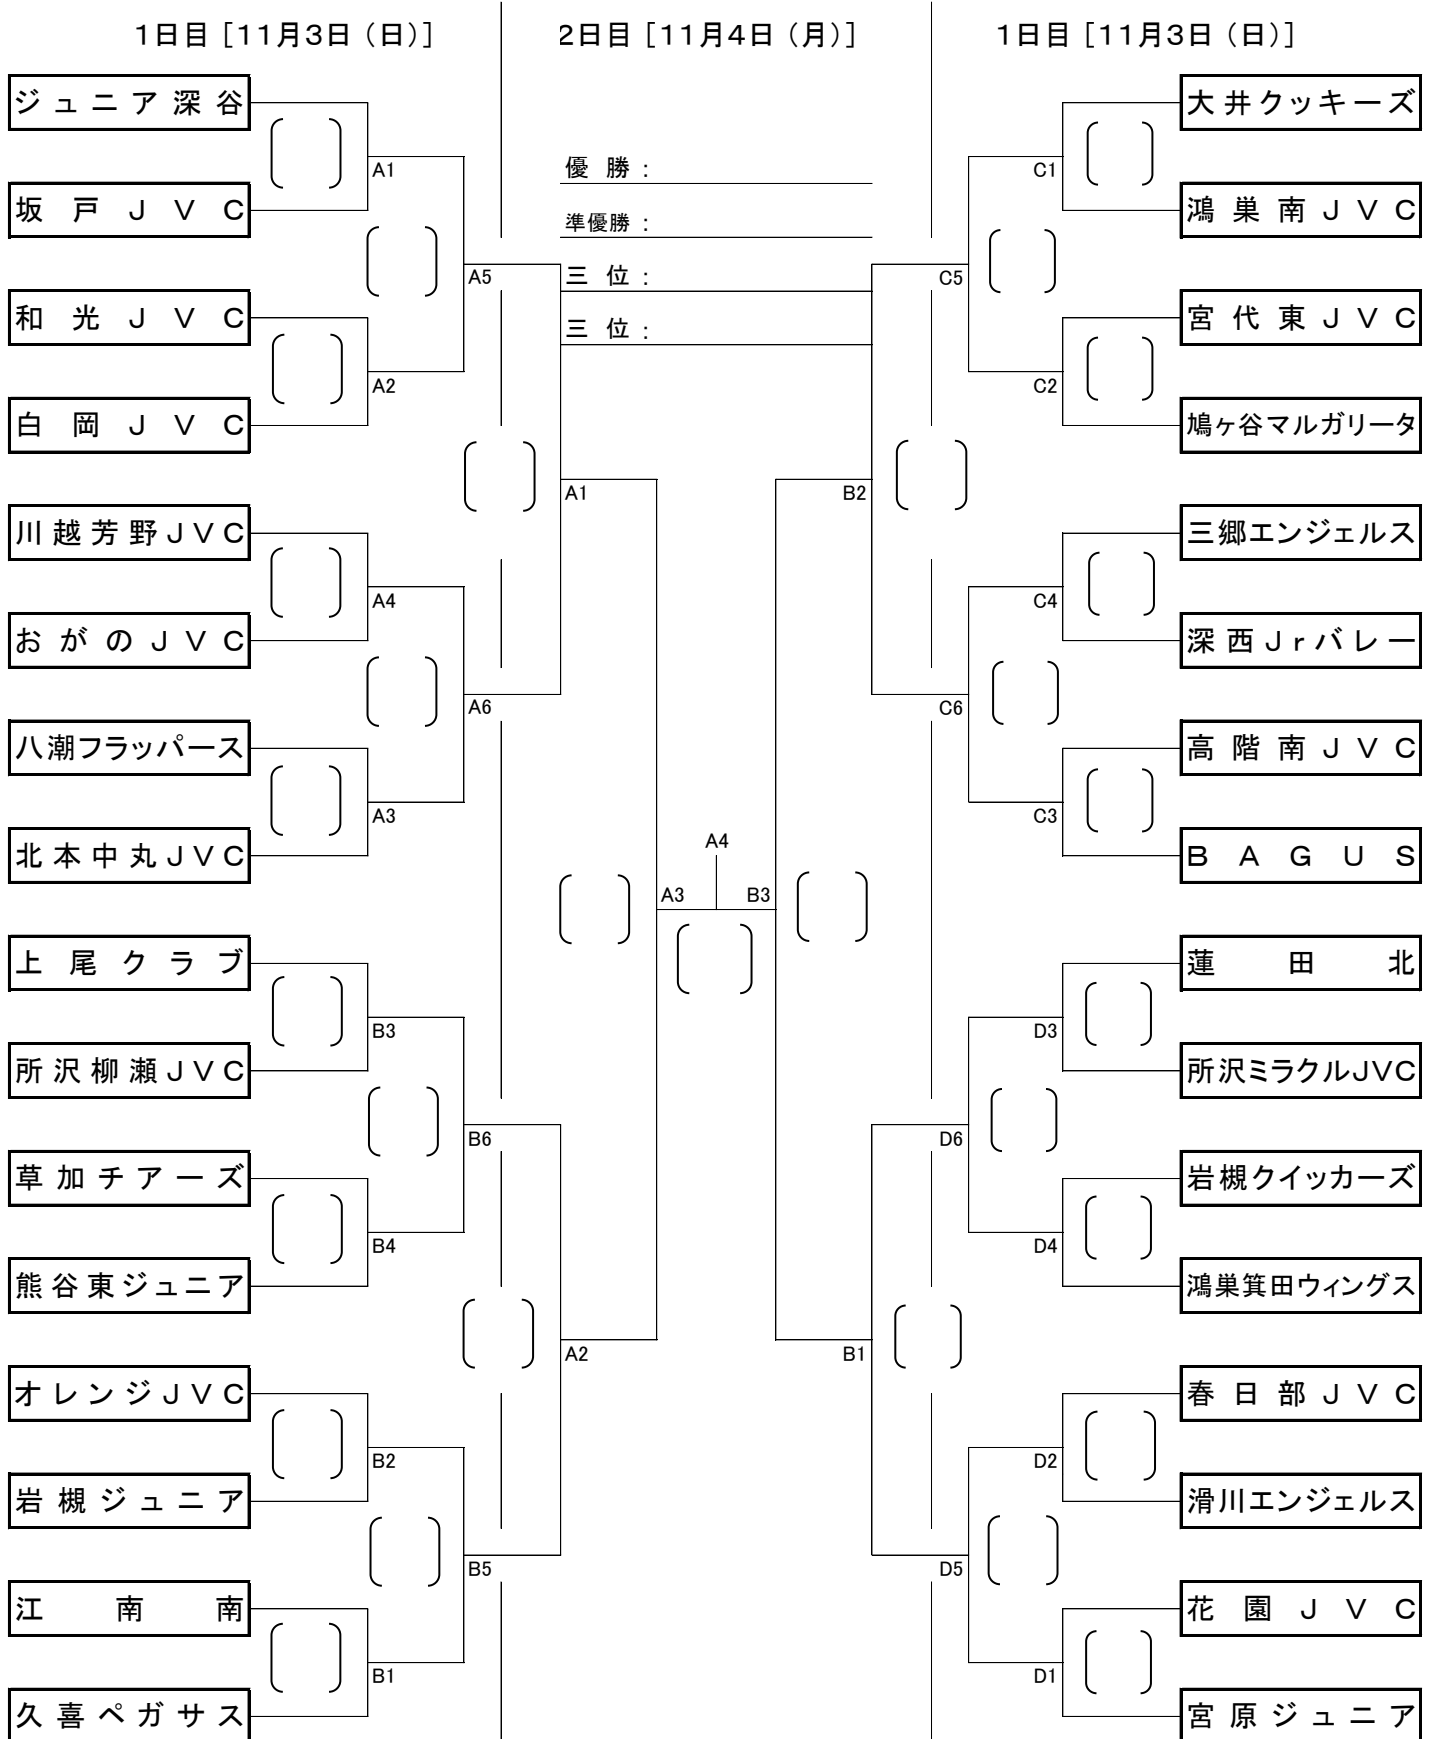 1日目［11月3日（日）］
2日目［11月4日（月）］
1日目［11月3日（日）］
ジュニア深谷
坂戸ＪＶＣ
和光ＪＶＣ
白岡ＪＶＣ
川越芳野ＪＶＣ
おがのＪＶＣ
八潮フラッパース
北本中丸ＪＶＣ
上尾クラブ
所沢柳瀬ＪＶＣ
草加チアーズ
熊谷東ジュニア
オレンジＪＶＣ
岩槻ジュニア
江南南
久喜ペガサス
A1
A2
A4
A3
B3
B4
B2
B1
A5
A6
B6
B5
優勝：
準優勝：
三位：
三位：
A1
A2
A3
A4
B3
B2
B1
C5
C6
D6
D5
C1
C2
C4
C3
D3
D4
D2
D1
大井クッキーズ
鴻巣南ＪＶＣ
宮代東ＪＶＣ
鳩ヶ谷マルガリータ
三郷エンジェルス
深西Ｊｒバレー
高階南ＪＶＣ
ＢＡＧＵＳ
蓮田北
所沢ミラクルJVC
岩槻クイッカーズ
鴻巣箕田ウィングス
春日部ＪＶＣ
滑川エンジェルス
花園ＪＶＣ
宮原ジュニア